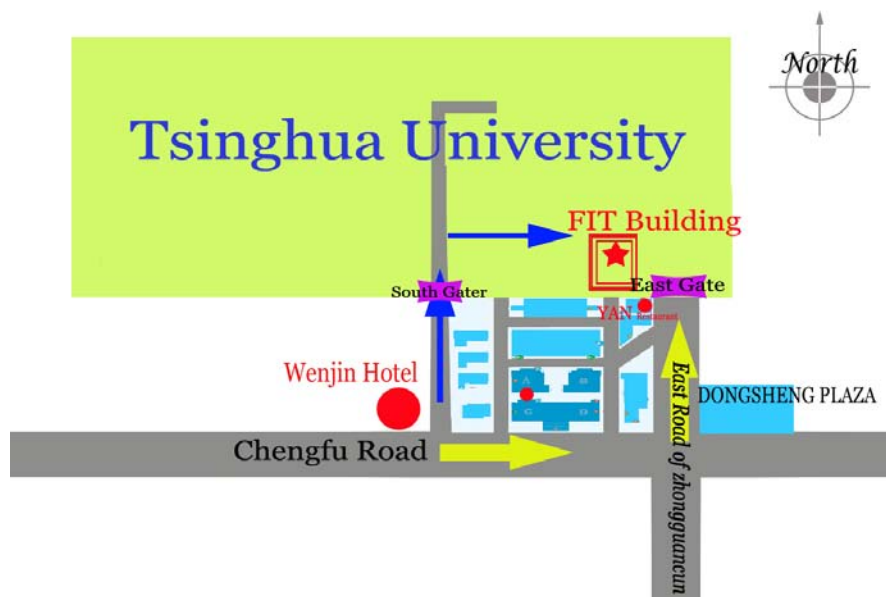 North
Tsinghua University
FIT Building
South Gater
East Gate
YAN Restaurant
Wenjin Hotel
A
B
C
D
DONGSHENG PLAZA
Chengfu Road
East Road of zhongguancun